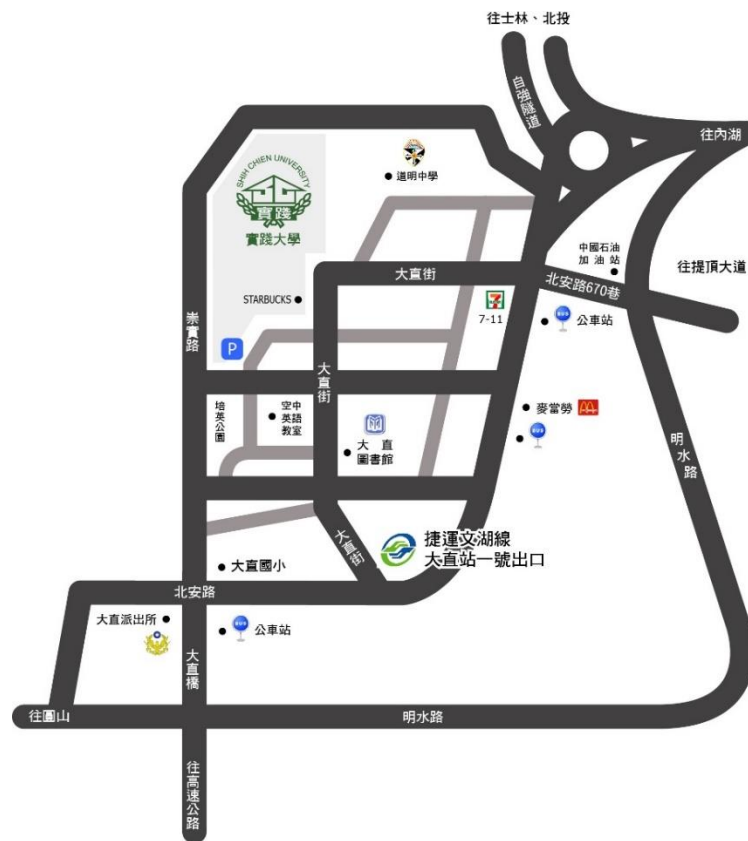 往士林、北投
自強隧道
往內湖
SHIH CHIEN UNIVERSITY
實踐
實踐大學
道明中學
中國石油
加油站
往提頂大道
大直街
北安路670巷
STARBUCKS
7-11
公車站
崇實路
P
大直街
培英公園
空中
英語
教室
大直
圖書館
麥當勞
明水路
大直街
捷運文湖線
大直站一號出口
大直國小
北安路
大直派出所
公車站
大直橋
往圓山
明水路
往高速公路